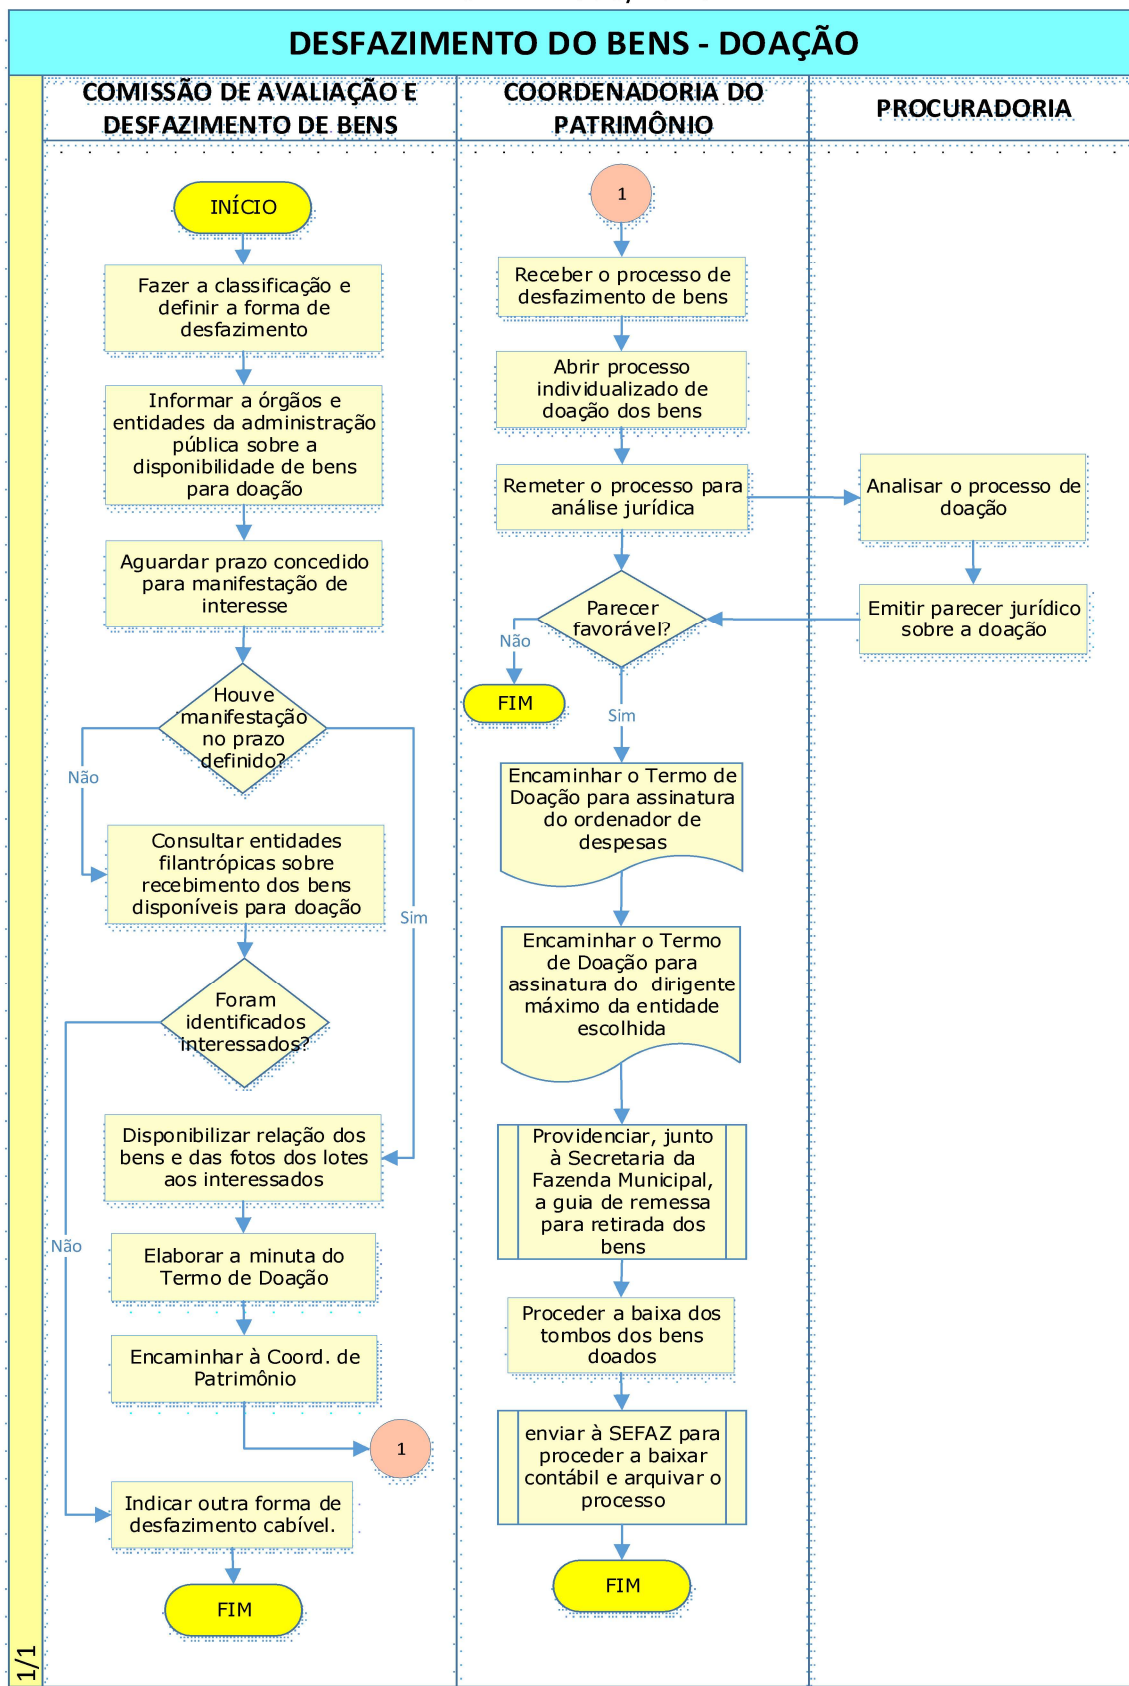 DESFAZIMENTO DO BENS - DOAÇÃO
COMISSÃO DE AVALIAÇÃO E
DESFAZIMENTO DE BENS
COORDENADORIA DO
PATRIMÔNIO
PROCURADORIA
INÍCIO
Fazer a classificação e
definir a forma de
desfazimento
Informar a órgãos e
entidades da administração
pública sobre a
disponibilidade de bens
para doação
Aguardar prazo concedido
para manifestação de
interesse
Houve
manifestação
no prazo
definido?
Não
Sim
Consultar entidades
filantrópicas sobre
recebimento dos bens
disponíveis para doação
Foram
identificados
interessados?
Não
Disponibilizar relação dos
bens e das fotos dos lotes
aos interessados
Elaborar a minuta do
Termo de Doação
Encaminhar à Coord. de
Patrimônio
1
Indicar outra forma de
desfazimento cabível.
FIM
1
Receber o processo de
desfazimento de bens
Abrir processo
individualizado de
doação dos bens
Remeter o processo para
análise jurídica
Parecer
favorável?
Não
FIM
Sim
Encaminhar o Termo de
Doação para assinatura
do ordenador de
despesas
Encaminhar o Termo
de Doação para
assinatura do dirigente
máximo da entidade
escolhida
Providenciar, junto
à Secretaria da
Fazenda Municipal,
a guia de remessa
para retirada dos
bens
Proceder a baixa dos
tombos dos bens
doados
enviar à SEFAZ para
proceder a baixar
contábil e arquivar o
processo
FIM
Analisar o processo de
doação
Emitir parecer jurídico
sobre a doação
1/1